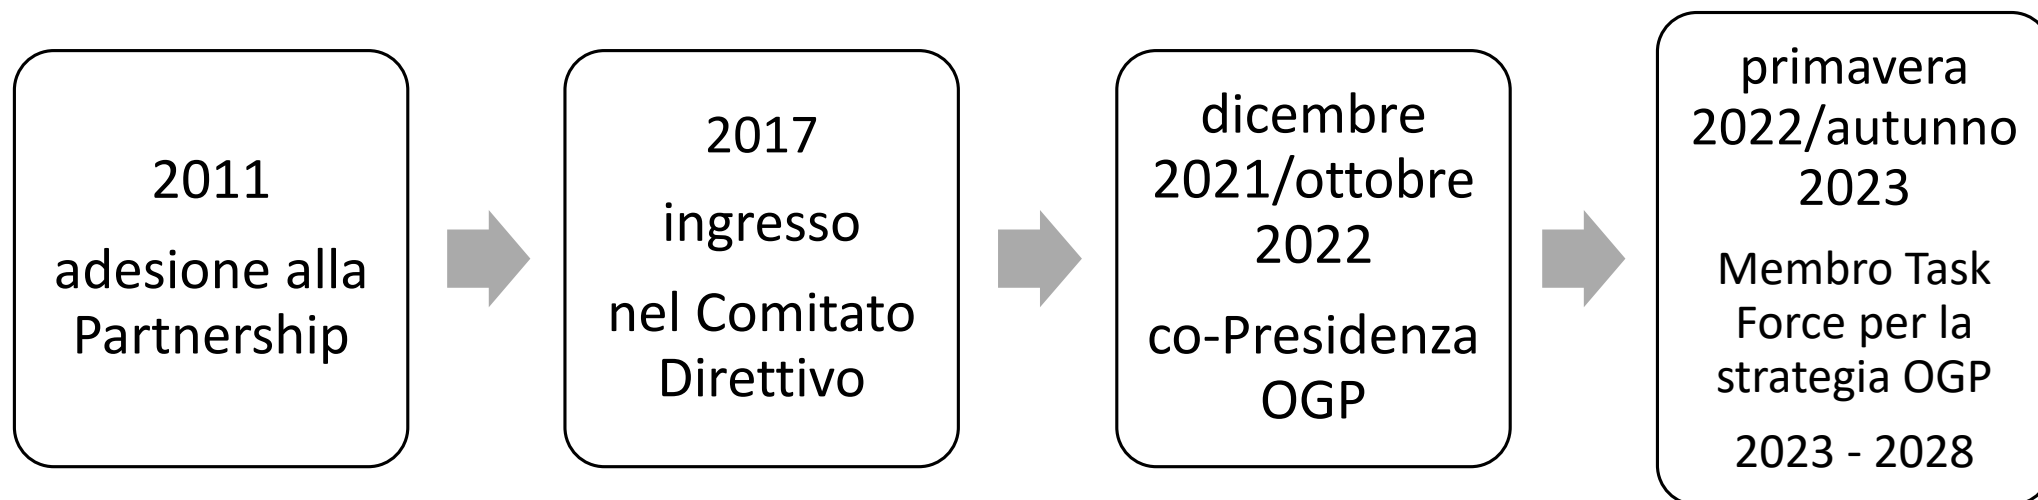 2011
adesione alla
Partnership
2017
ingresso
nel Comitato
Direttivo
dicembre
2021/ottobre
2022
co-Presidenza
OGP
primavera
2022/autunno
2023
Membro Task
Force per la
strategia OGP
2023 - 2028